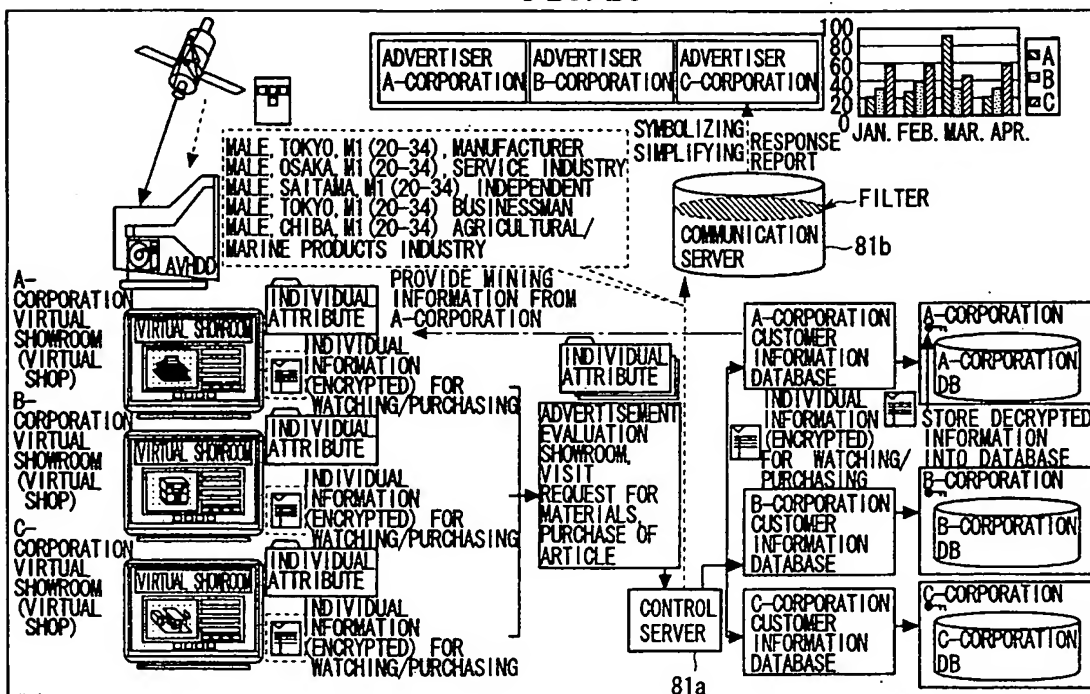 100
80
60
40
20
0
JAN. FEB. MAR. APR.
A
B
C
ADVERTISER
A-CORPORATION
ADVERTISER
B-CORPORATION
ADVERTISER
C-CORPORATION
SYMBOLIZING
SIMPLIFYING
RESPONSE
REPORT
MALE, TOKYO, M1(20-34), MANUFACTURER
MALE, OSAKA, M1(20-34), SERVICE INDUSTRY
MALE, SAITAMA, M1(20-34), INDEPENDENT
MALE, TOKYO, M1(20-34) BUSINESSMAN
MALE, CHIBA, M1(20-34) AGRICULTURAL/
MARINE PRODUCTS INDUSTRY
FILTER
COMMUNICATION
SERVER
81b
AVHDD
PROVIDE MINING
INFORMATION FROM
A-CORPORATION
A-
CORPORATION
VIRTUAL
SHOWROOM
(VIRTUAL
SHOP)
VIRTUAL SHOWROOM
INDIVIDUAL
ATTRIBUTE
INDIVIDUAL
INFORMATION
(ENCRYPTED) FOR
WATCHING/PURCHASING
B-
CORPORATION
VIRTUAL
SHOWROOM
(VIRTUAL
SHOP)
VIRTUAL SHOWROOM
INDIVIDUAL
ATTRIBUTE
INDIVIDUAL
INFORMATION
(ENCRYPTED) FOR
WATCHING/PURCHASING
C-
CORPORATION
VIRTUAL
SHOWROOM
(VIRTUAL
SHOP)
VIRTUAL SHOWROOM
INDIVIDUAL
ATTRIBUTE
INDIVIDUAL
INFORMATION
(ENCRYPTED) FOR
WATCHING/PURCHASING
INDIVIDUAL
ATTRIBUTE
ADVERTISEMENT
EVALUATION
SHOWROOM,
VISIT
REQUEST FOR
MATERIALS,
PURCHASE OF
ARTICLE
CONTROL
SERVER
81a
A-CORPORATION
CUSTOMER
INFORMATION
DATABASE
INDIVIDUAL
INFORMATION
(ENCRYPTED)
FOR WATCHING/
PURCHASING
B-CORPORATION
CUSTOMER
INFORMATION
DATABASE
C-CORPORATION
CUSTOMER
INFORMATION
DATABASE
A-CORPORATION
A-CORPORATION
DB
STORE DECRYPTED
INFORMATION
INTO DATABASE
B-CORPORATION
B-CORPORATION
DB
C-CORPORATION
C-CORPORATION
DB